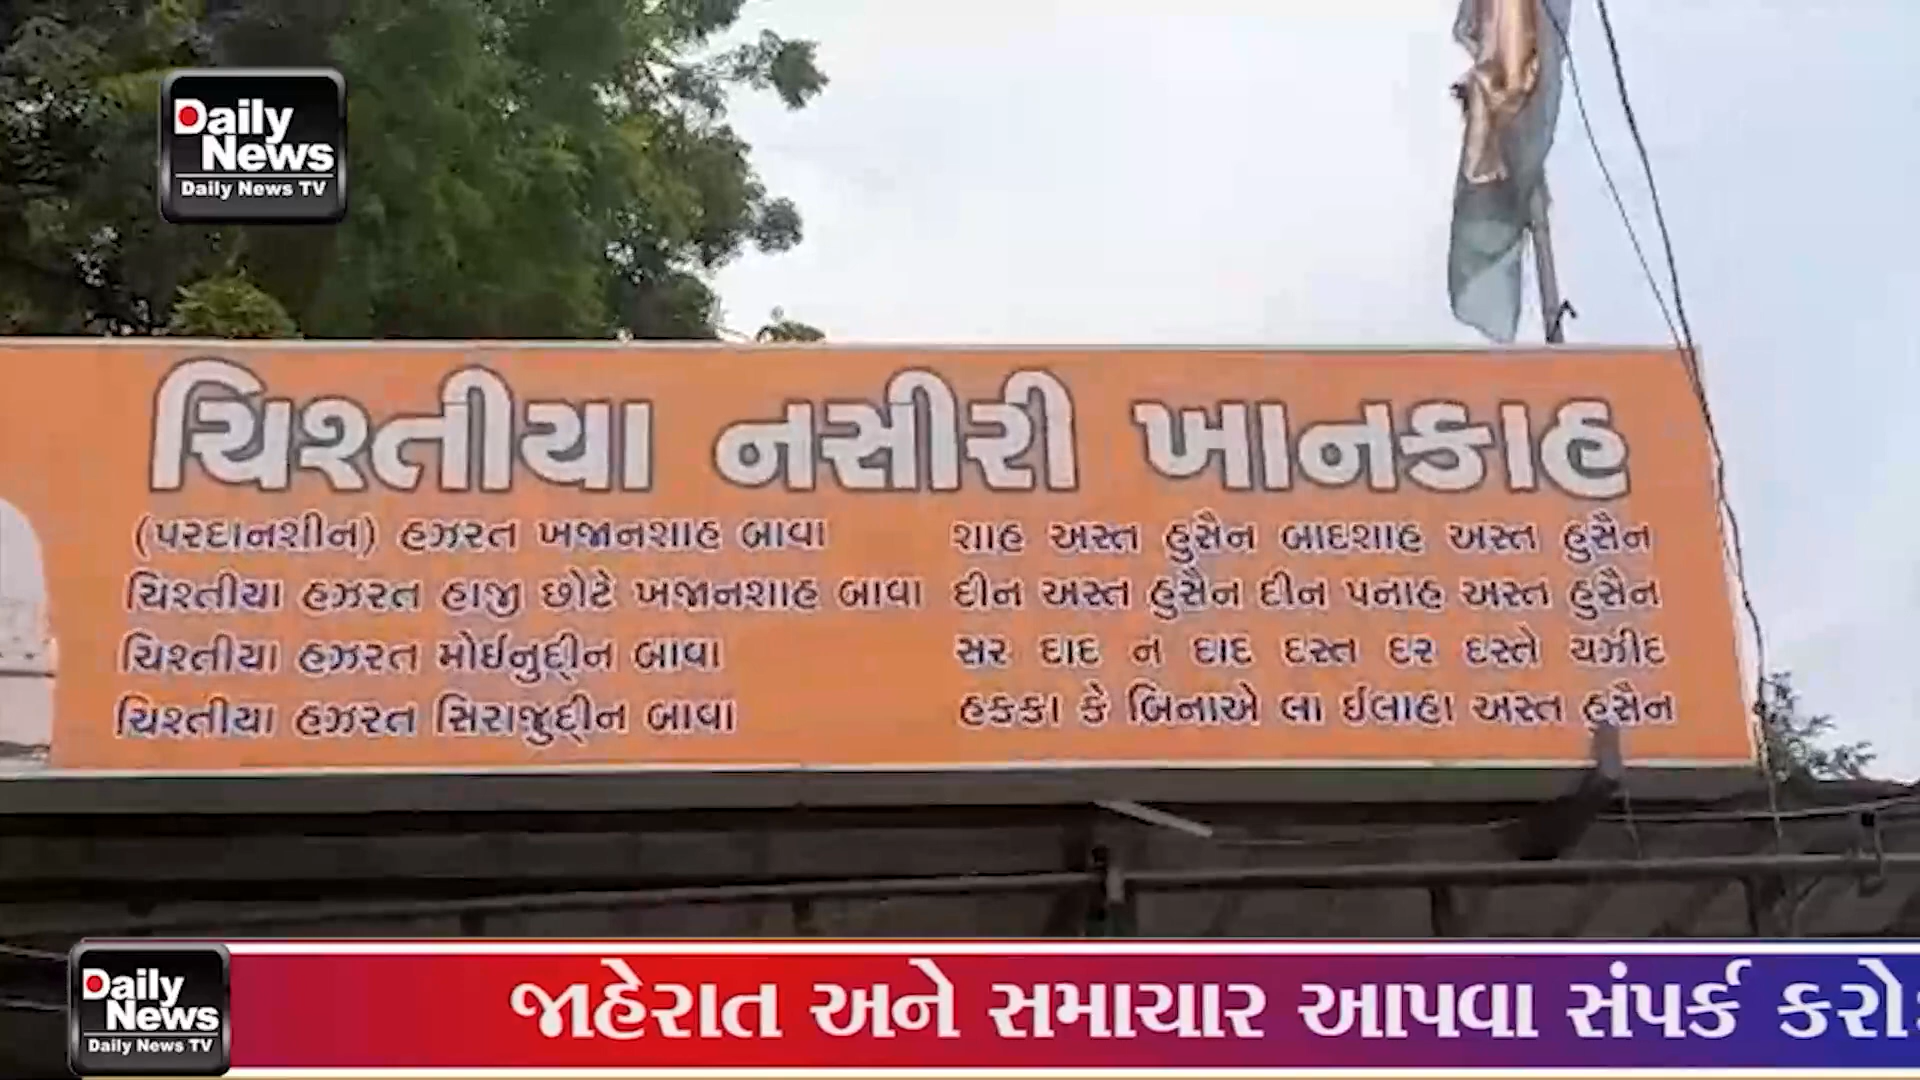 Daily
News
Daily News TV
ચિશ્તીયા નસીરી ખાનકાહ
(પરદાનશીન) હઝરત ખજાનશાહ બાવા
ચિશ્તીયા હઝરત હાજી છોટે ખજાનશાહ બાવા
ચિશ્તીયા હઝરત મોઈનુદ્દીન બાવા
ચિશ્તીયા હઝરત સિરાજુદ્દીન બાવા
શાહ અસ્ત હુસૈન બાદશાહ અસ્ત હુસૈન
દીન અસ્ત હુસૈન દીન પનાહ અસ્ત હુસૈન
સર દાદ ન દાદ દસ્ત દર દસ્તે યઝીદ
હકકા કે બિનાએ લા ઈલાહા અસ્ત હુસૈન
Daily
News
Daily News TV
જાહેરાત અને સમાચાર આપવા સંપર્ક કરો